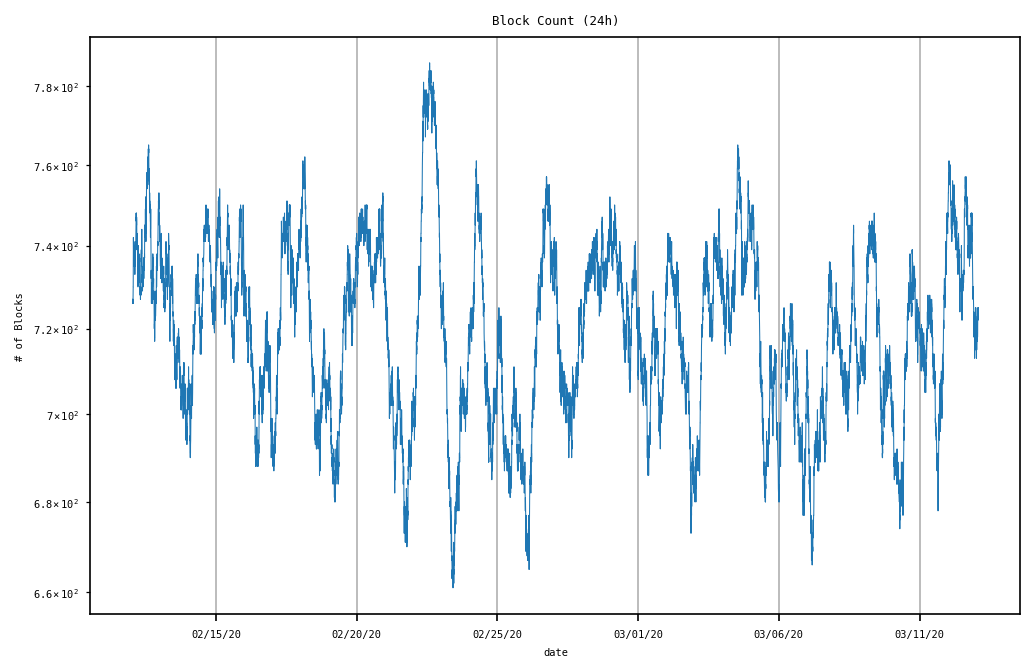 Block Count (24h)
7.8×10²
7.6×10²
7.4×10²
7.2×10²
7×10²
6.8×10²
6.6×10²
# of Blocks
02/15/20 02/20/20 02/25/20 03/01/20 03/06/20 03/11/20
date